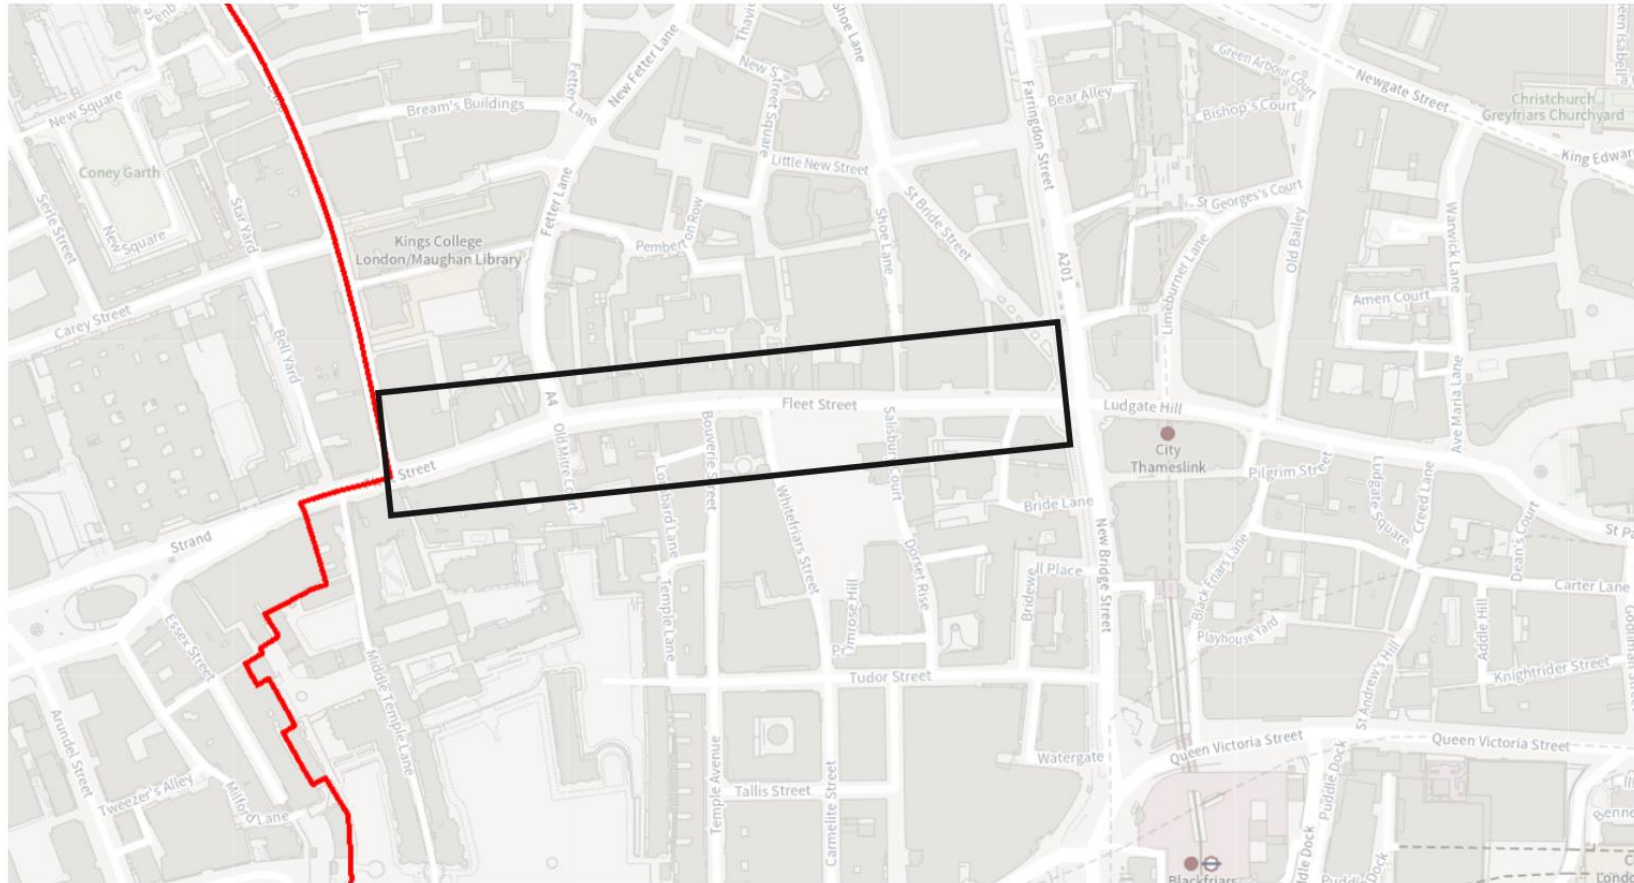 New Square
Coney Garth
New Square
Serle Street
Star Yard
Carey Street
Bell Yard
Bream's Buildings
Fetter Lane
New Fetter Lane
Fetter Lane
Kings College
London/Maughan Library
Little New Street
Pemberton Row
Shoe Lane
Shoe Lane
St Bride Street
Farringdon Street
A201
Bear Alley
Green Arbour Court
Bishop's Court
Newgate Street
Christchurch
Greyfriars Churchyard
St Georges's Court
Old Bailey
Limeburner Lane
Warwick Lane
Amen Court
Ave Maria Lane
A4
Old Mitre Court
Fleet Street
Bouverie Street
Lombard Lane
Salisbury Court
Whitefriars Street
Ludgate Hill
City
Thameslink
Pilgrim Street
Ludgate Square
Creed Lane
Dean's Court
Strand
Essex Street
Arundel Street
Tweezer's Alley
Milford Lane
Middle Temple Lane
Temple Lane
Temple Avenue
Primrose Hill
Dorset Rise
Bride Lane
Bridewell Place
New Bridge Street
Black Friars Lane
Playhouse Yard
Carter Lane
Addle Hill
Knightrider Street
St Andrew's Hill
Tudor Street
Watergate
Queen Victoria Street
Queen Victoria Street
Tallis Street
Carmelite Street
Puddle Dock
Blackfriars